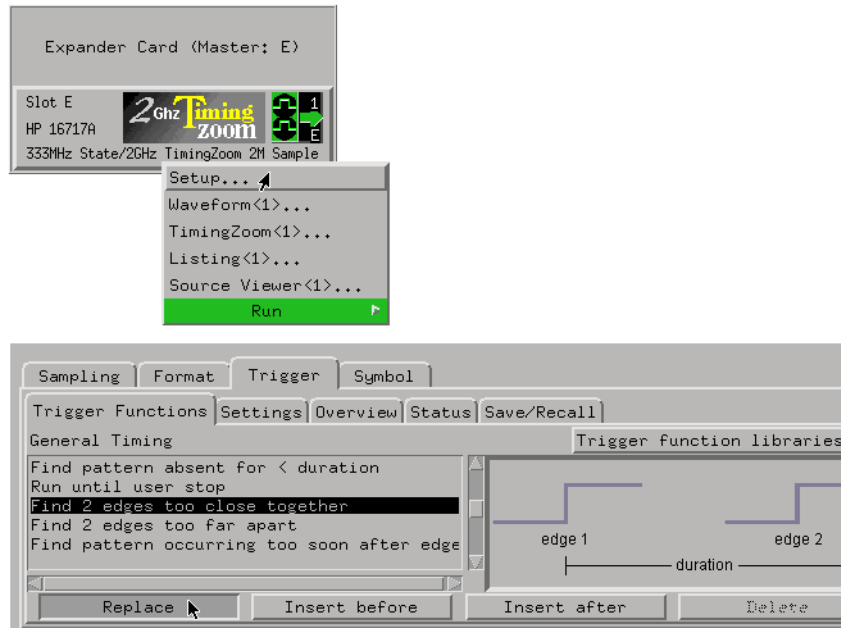 Expander Card (Master: E)
Slot E
HP 16717A
2 Ghz Timing zoom
1
E
333MHz State/2GHz TimingZoom 2M Sample
Setup...
Waveform<1>...
TimingZoom<1>...
Listing<1>...
Source Viewer<1>...
Run
Sampling Format Trigger Symbol
Trigger Functions Settings Overview Status Save/Recall
General Timing Trigger function libraries
Find pattern absent for < duration
Run until user stop
Find 2 edges too close together
Find 2 edges too far apart
Find pattern occurring too soon after edge
edge 1 edge 2
duration
Replace Insert before Insert after Delete